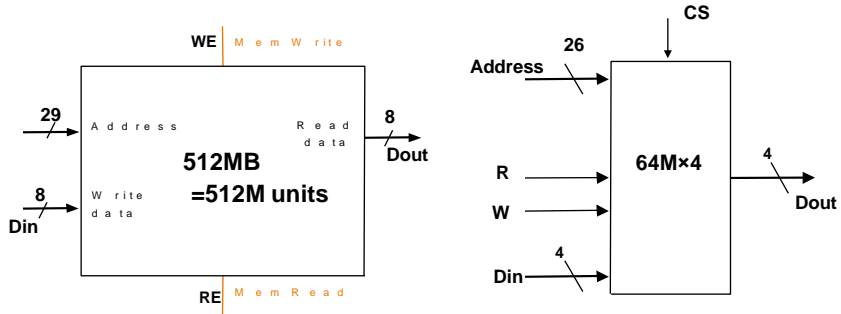 WE MemWrite
29
Address
Read
data
8
Dout
512MB
=512M units
8
Din
Write
data
RE MemRead
CS
26
Address
R
W
64M×4
4
Dout
4
Din